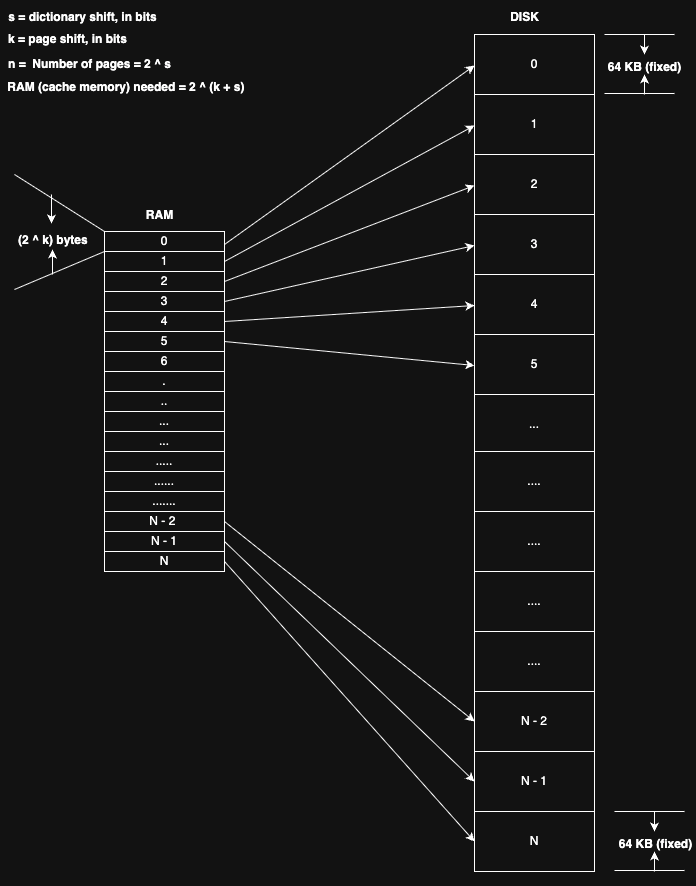 s = dictionary shift, in bits
k = page shift, in bits
n =  Number of pages = 2 ^ s
RAM (cache memory) needed = 2 ^ (k + s)
DISK
0
64 KB (fixed)
1
2
3
4
5
...
....
....
....
....
N - 2
N - 1
N
64 KB (fixed)
RAM
(2 ^ k) bytes
0
1
2
3
4
5
6
.
..
...
...
.....
......
.......
N - 2
N - 1
N